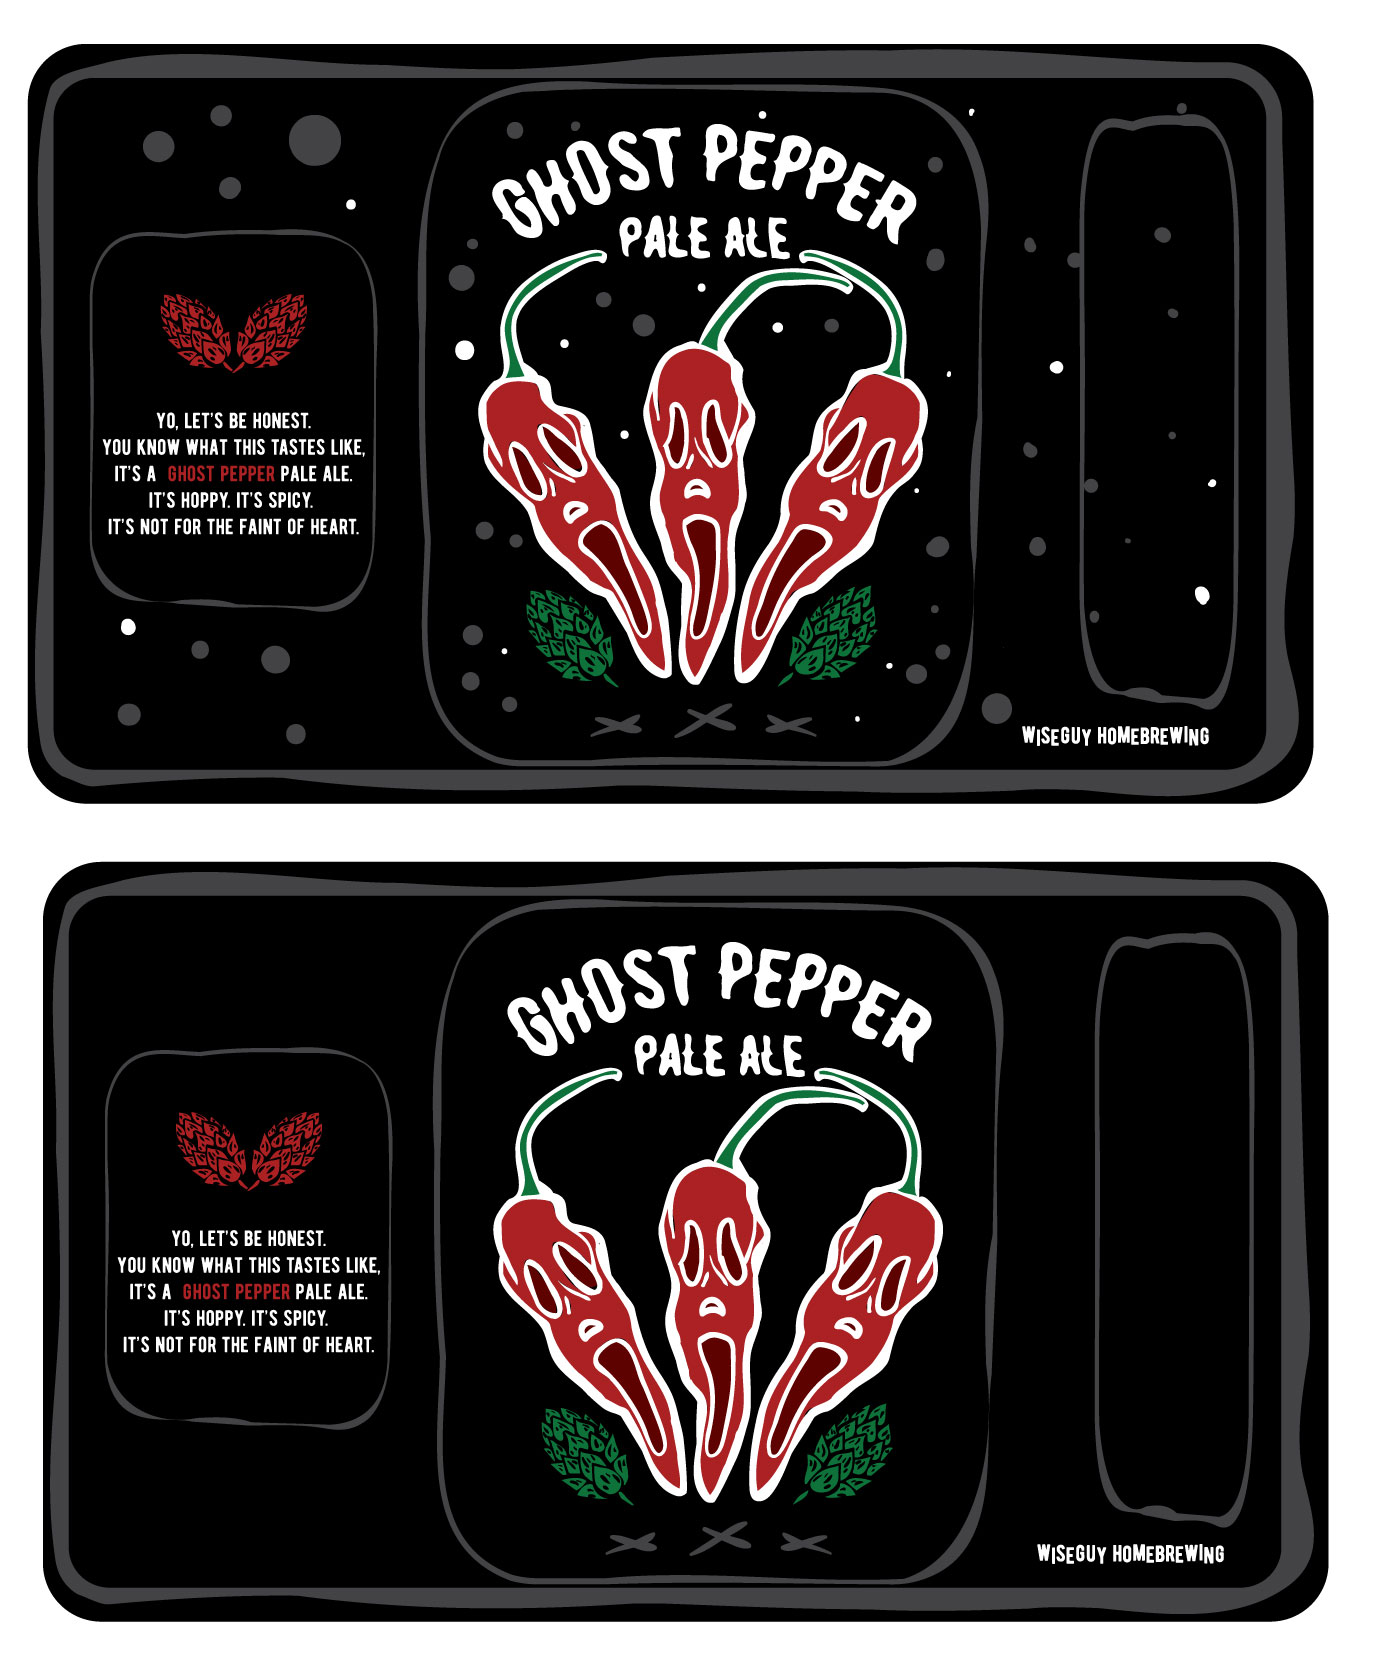 GHOST PEPPER
PALE ALE
YO, LET'S BE HONEST.
YOU KNOW WHAT THIS TASTES LIKE,
IT'S A GHOST PEPPER PALE ALE.
IT'S HOPPY. IT'S SPICY.
IT'S NOT FOR THE FAINT OF HEART.
WISEGUY HOMEBREWING
GHOST PEPPER
PALE ALE
YO, LET'S BE HONEST.
YOU KNOW WHAT THIS TASTES LIKE,
IT'S A GHOST PEPPER PALE ALE.
IT'S HOPPY. IT'S SPICY.
IT'S NOT FOR THE FAINT OF HEART.
WISEGUY HOMEBREWING